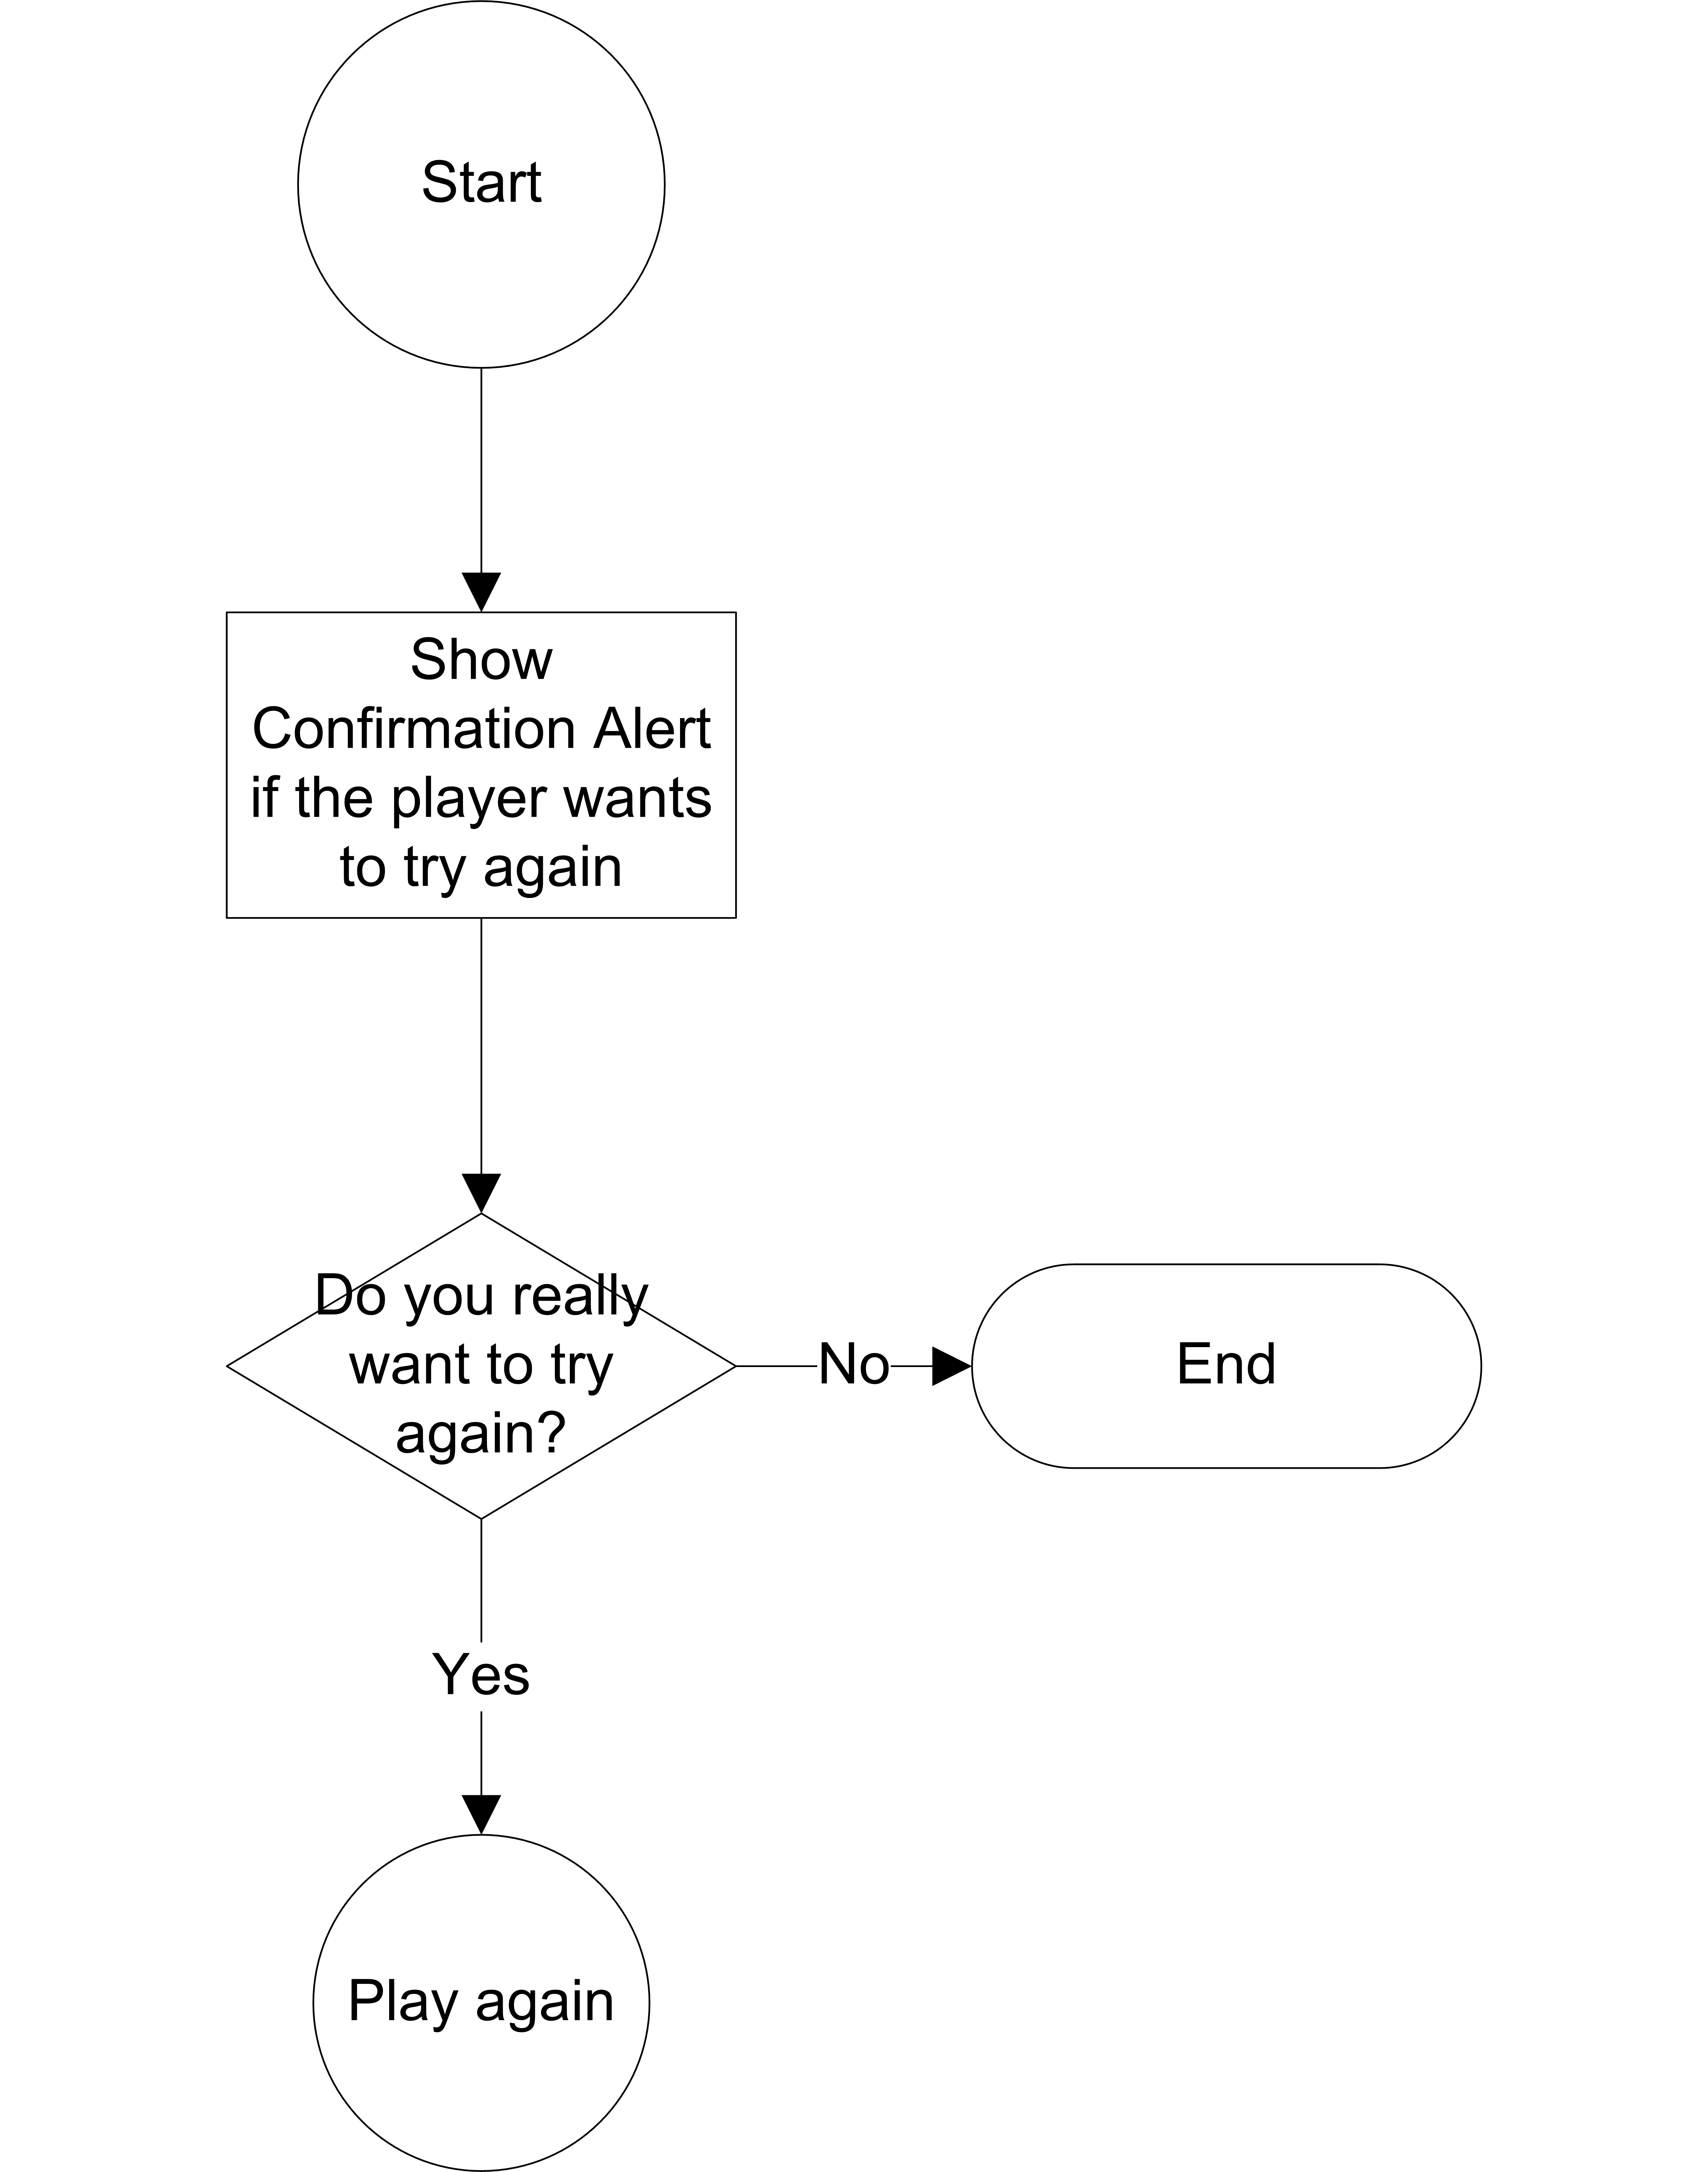 Start
Show
Confirmation Alert
if the player wants
to try again
Do you really
want to try
again?
No
End
Yes
Play again